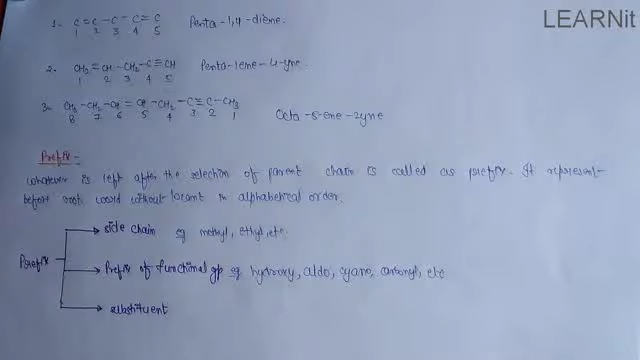 LEARNit
1. C=C-C-C=C Penta-1,4-diene.
1 2 3 4 5
2. CH2=CH-CH2-C≡CH Penta-1ene-4-yne
1 2 3 4 5
3. CH3-CH2-CH=CH-CH2-C≡C-CH3 Octa-5-ene-2yne
8 7 6 5 4 3 2 1
Prefix-
Whatever is left after the selection of parent chain is called as prefix. It represent
before root word without locant in alphabetical order.
Prefix
side chain eg methyl, ethyl, etc.
Prefix of functional gp eg hydroxy, aldo, cyano, carbonyl, etc
substituent